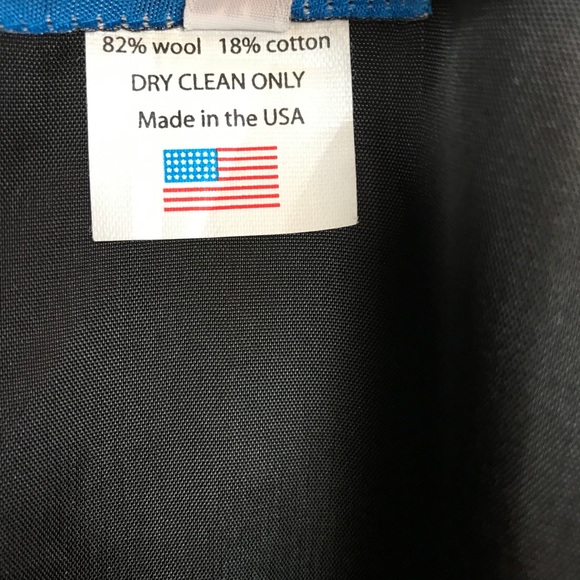 82% wool 18% cotton
DRY CLEAN ONLY
Made in the USA